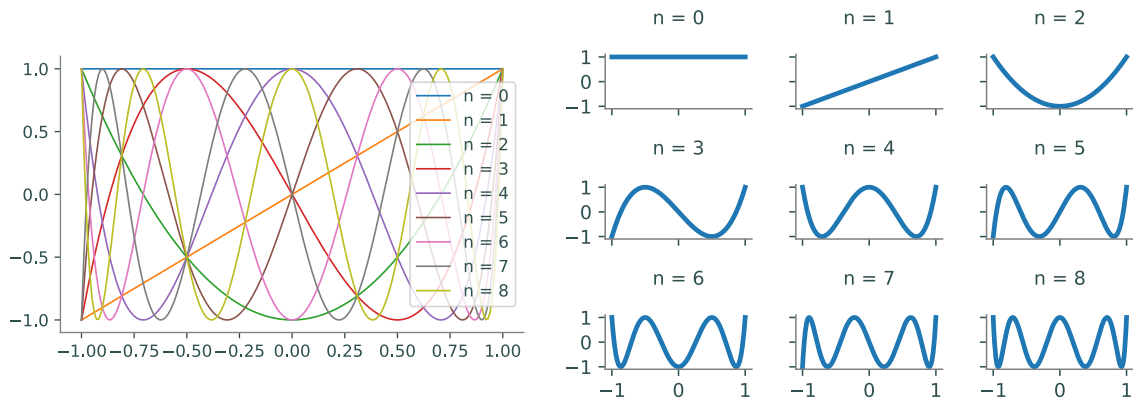 1.0
0.5
0.0
−0.5
−1.0
−1.00 −0.75 −0.50 −0.25 0.00 0.25 0.50 0.75 1.00
n = 0
n = 1
n = 2
n = 3
n = 4
n = 5
n = 6
n = 7
n = 8
n = 0 n = 1 n = 2
1
0
−1
n = 3 n = 4 n = 5
1
0
−1
n = 6 n = 7 n = 8
1
0
−1
−1 0 1 −1 0 1 −1 0 1